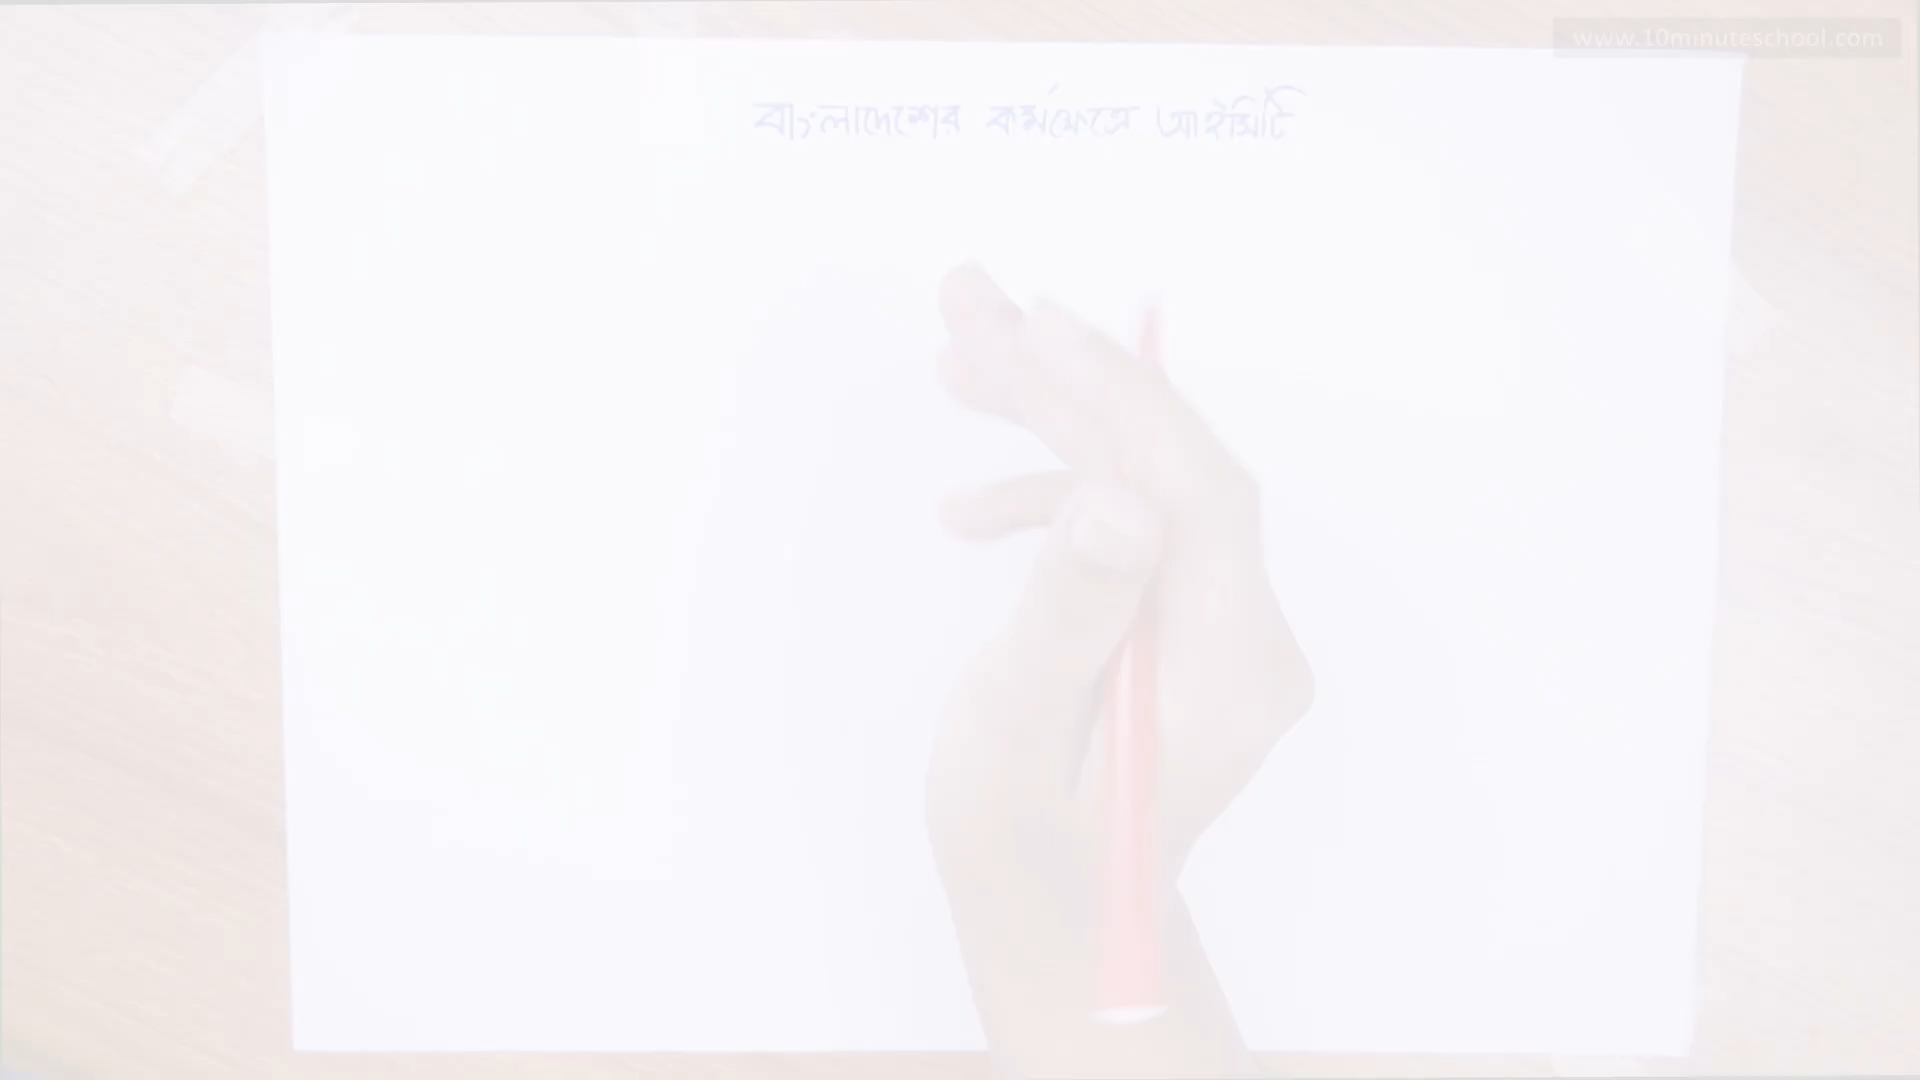 www.10minuteschool.com
বাংলাদেশের কর্মক্ষেত্রে আইসিটি